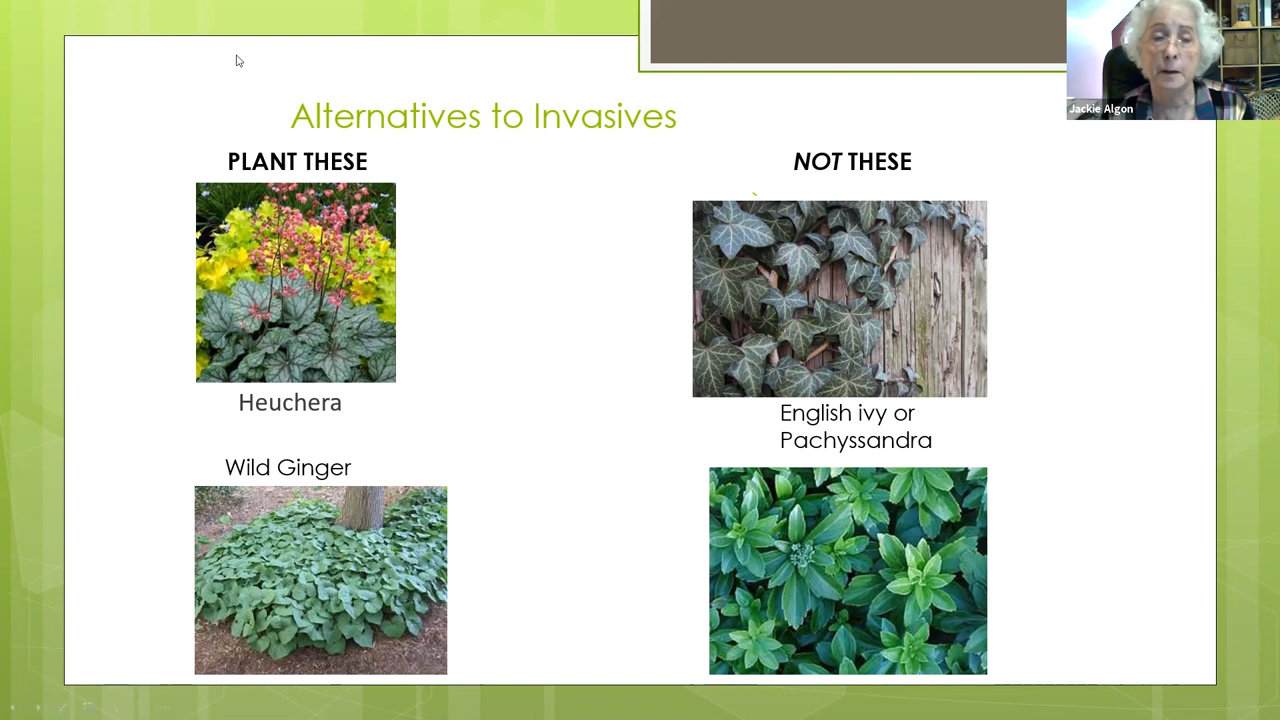 Jackie Algon
Alternatives to Invasives
PLANT THESE
NOT THESE
Heuchera
English ivy or
Pachyssandra
Wild Ginger